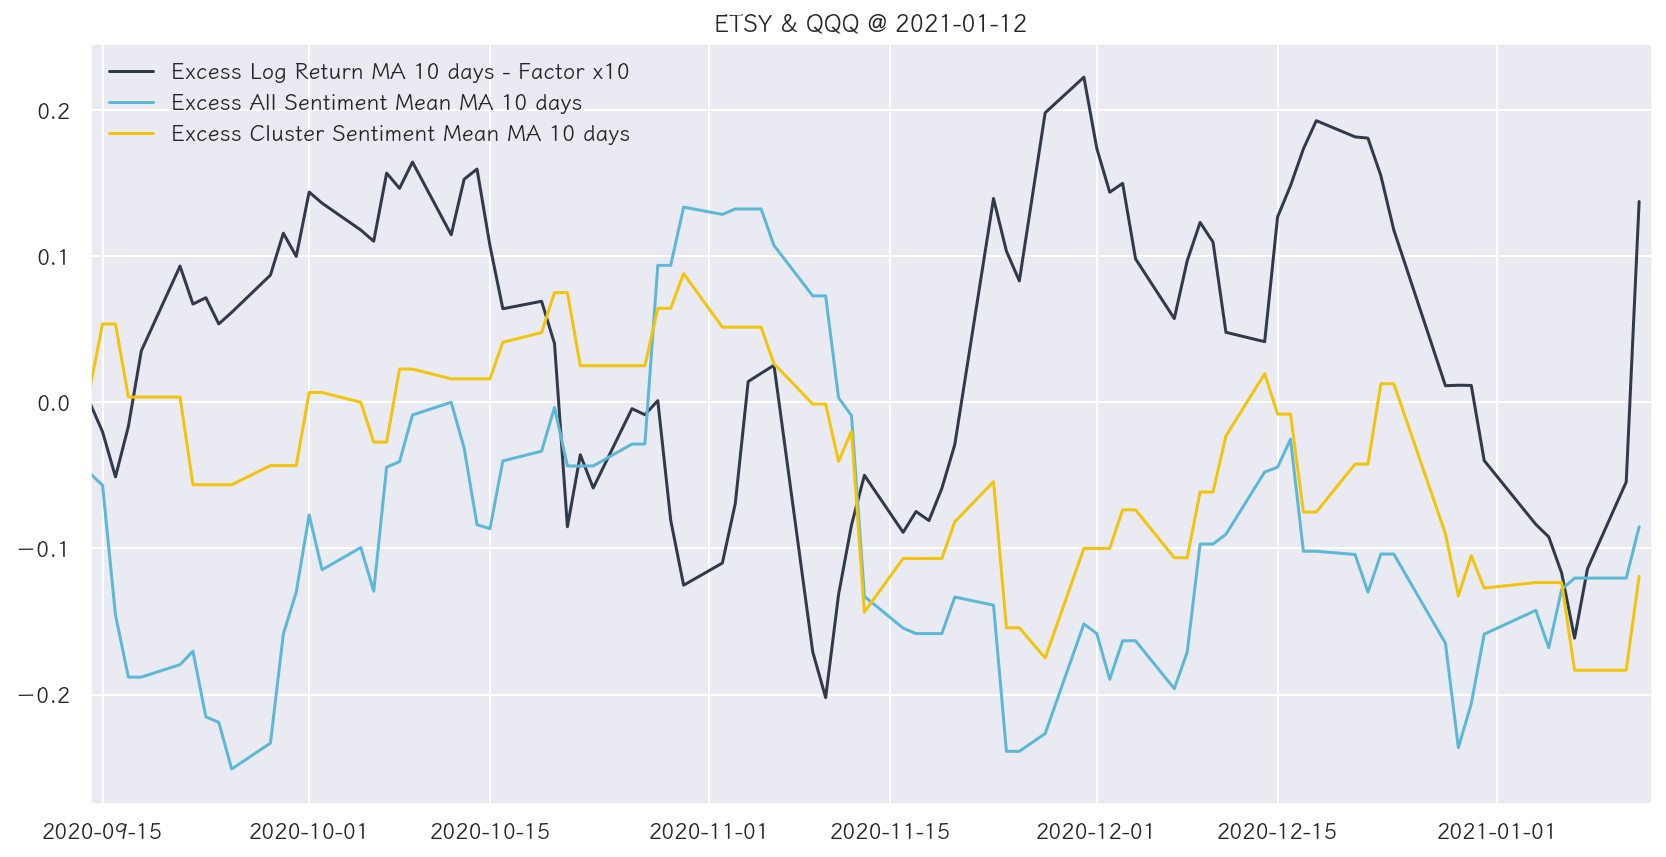 ETSY & QQQ @ 2021-01-12
Excess Log Return MA 10 days - Factor x10
Excess All Sentiment Mean MA 10 days
Excess Cluster Sentiment Mean MA 10 days
0.2
0.1
0.0
−0.1
−0.2
2020-09-15 2020-10-01 2020-10-15 2020-11-01 2020-11-15 2020-12-01 2020-12-15 2021-01-01